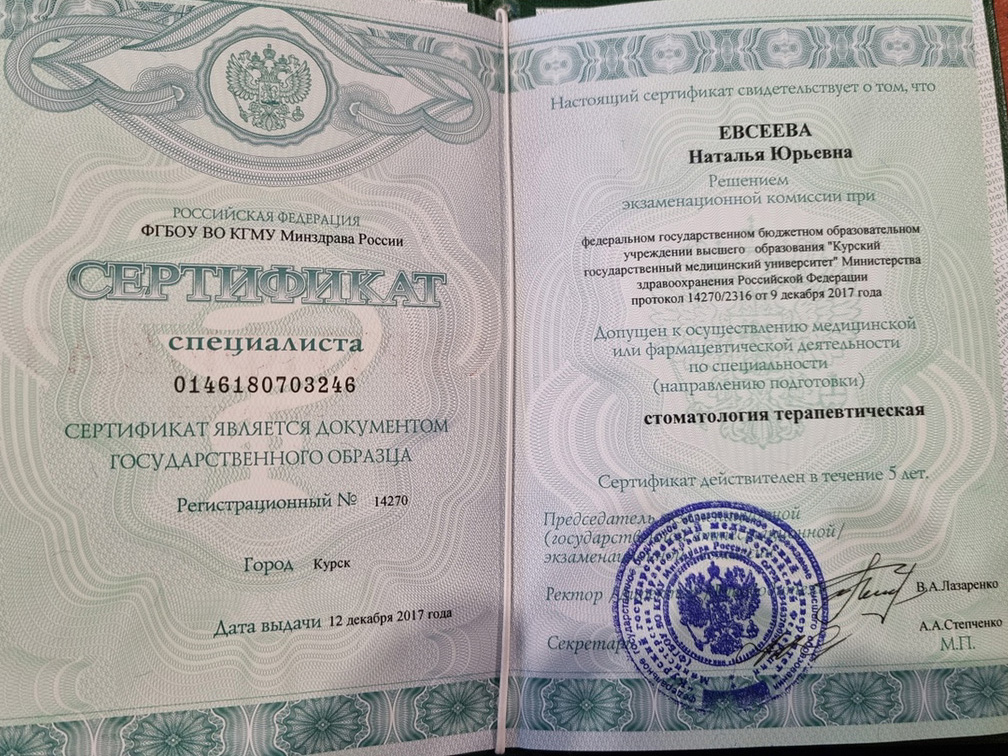 РОССИЙСКАЯ ФЕДЕРАЦИЯ
ФГБОУ ВО КГМУ Минздрава России
СЕРТИФИКАТ
специалиста
0146180703246
СЕРТИФИКАТ ЯВЛЯЕТСЯ ДОКУМЕНТОМ
ГОСУДАРСТВЕННОГО ОБРАЗЦА
Регистрационный № 14270
Город Курск
Дата выдачи 12 декабря 2017 года
Настоящий сертификат свидетельствует о том, что
ЕВСЕЕВА
Наталья Юрьевна
Решением
экзаменационной комиссии при
федеральном государственном бюджетном образовательном
учреждении высшего образования "Курский
государственный медицинский университет" Министерства
здравоохранения Российской Федерации
протокол 14270/2316 от 9 декабря 2017 года
Допущен к осуществлению медицинской
или фармацевтической деятельности
по специальности
(направлению подготовки)
стоматология терапевтическая
Сертификат действителен в течение 5 лет.
Председатель
Ректор В.А.Лазаренко
А.А.Степченко
Секретарь М.П.